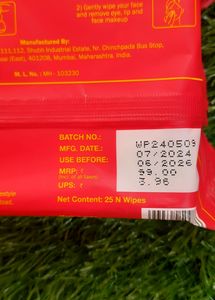 2) Gently wipe your face
and remove eye, lip and
face makeup
Manufactured By:
111,112, Shubh Industrial Estate, Nr. Chinchpada Bus Stop,
(East), 401208, Mumbai, Maharashtra, India.
M. L. No.: MH - 103230
BATCH NO.: WP240509
MFG. DATE.: 07/2024
USE BEFORE: 06/2026
MRP: ₹ 99.00
(Incl. of all taxes)
UPS: ₹ 3.96
Net Content: 25 N Wipes